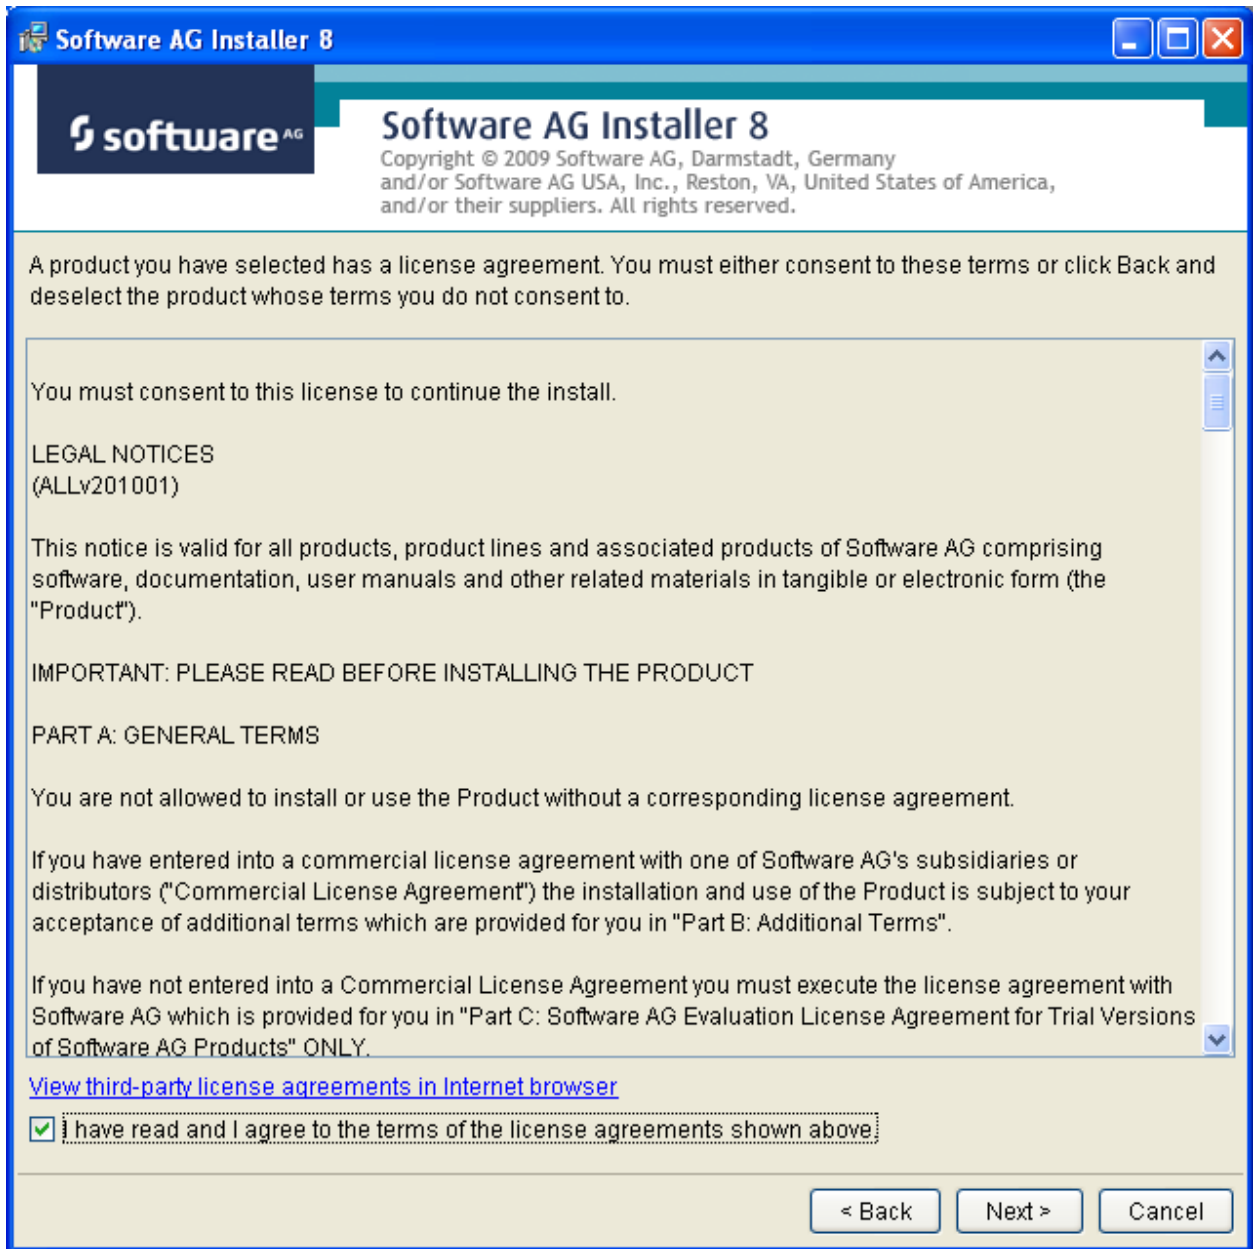 Software AG Installer 8
software AG
Software AG Installer 8
Copyright © 2009 Software AG, Darmstadt, Germany
and/or Software AG USA, Inc., Reston, VA, United States of America,
and/or their suppliers. All rights reserved.
A product you have selected has a license agreement. You must either consent to these terms or click Back and
deselect the product whose terms you do not consent to.
You must consent to this license to continue the install.
LEGAL NOTICES
(ALLv201001)
This notice is valid for all products, product lines and associated products of Software AG comprising
software, documentation, user manuals and other related materials in tangible or electronic form (the
"Product").
IMPORTANT: PLEASE READ BEFORE INSTALLING THE PRODUCT
PART A: GENERAL TERMS
You are not allowed to install or use the Product without a corresponding license agreement.
If you have entered into a commercial license agreement with one of Software AG's subsidiaries or
distributors ("Commercial License Agreement") the installation and use of the Product is subject to your
acceptance of additional terms which are provided for you in "Part B: Additional Terms".
If you have not entered into a Commercial License Agreement you must execute the license agreement with
Software AG which is provided for you in "Part C: Software AG Evaluation License Agreement for Trial Versions
of Software AG Products" ONLY.
View third-party license agreements in Internet browser
I have read and I agree to the terms of the license agreements shown above.
< Back
Next >
Cancel